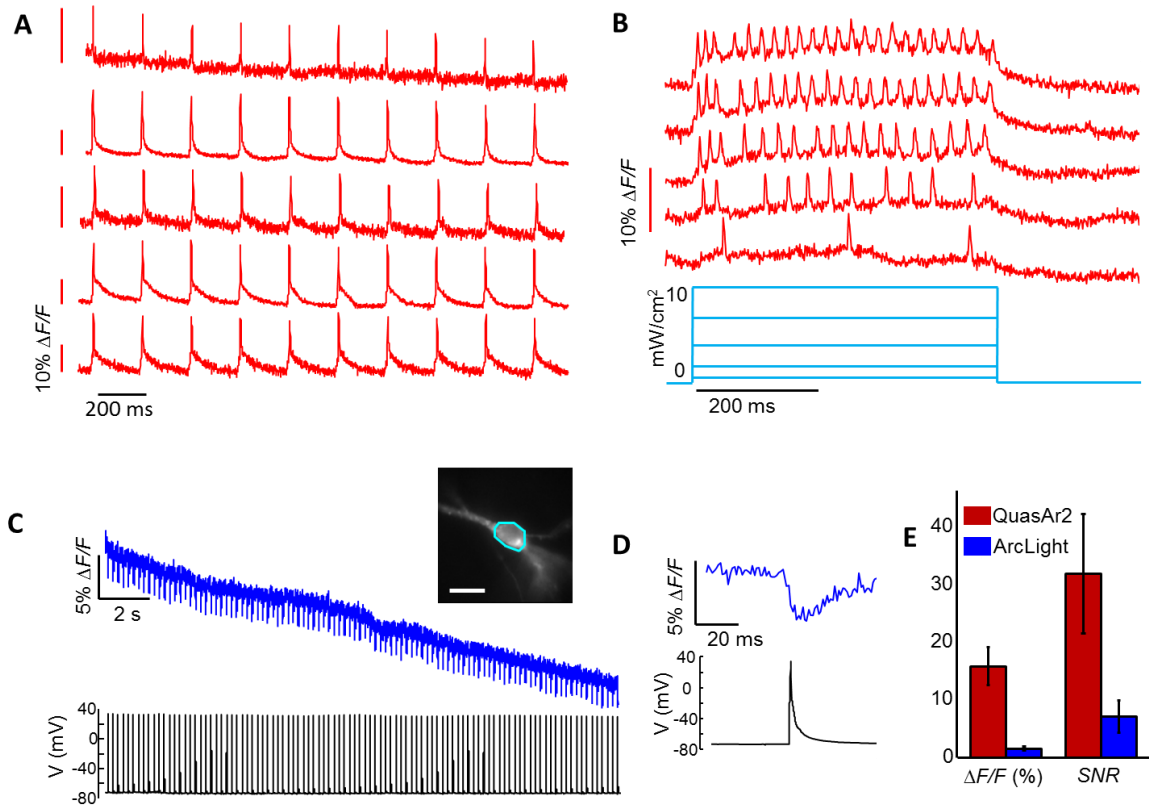 A
10% ΔF/F
200 ms
B
10% ΔF/F
10
0
mW/cm²
200 ms
C
5% ΔF/F
2 s
40
0
-40
-80
V (mV)
D
5% ΔF/F
20 ms
40
0
-40
-80
V (mV)
E
QuasAr2
ArcLight
40
30
20
10
0
ΔF/F (%)
SNR